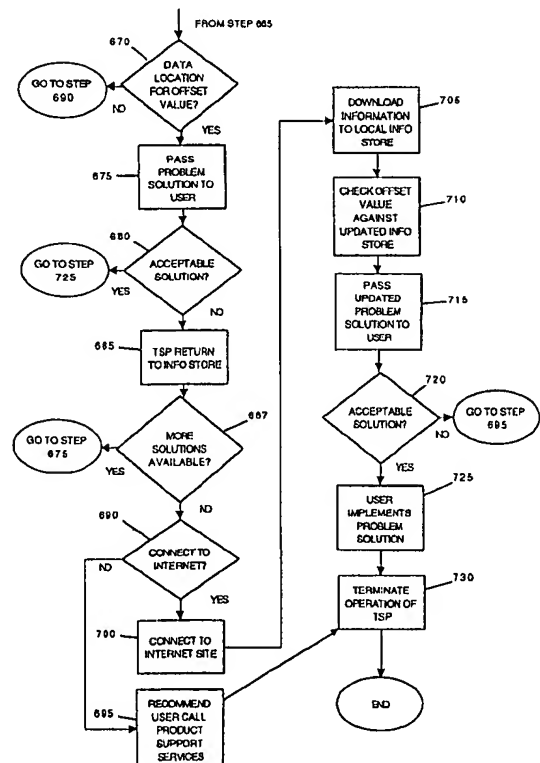 FROM STEP 665
670
DATA
LOCATION
FOR OFFSET
VALUE?
GO TO STEP
690
NO
YES
675
PASS
PROBLEM
SOLUTION TO
USER
680
ACCEPTABLE
SOLUTION?
GO TO STEP
725
YES
NO
685
TSP RETURN
TO INFO STORE
687
MORE
SOLUTIONS
AVAILABLE?
GO TO STEP
675
YES
NO
690
CONNECT TO
INTERNET?
NO
YES
700
CONNECT TO
INTERNET SITE
695
RECOMMEND
USER CALL
PRODUCT
SUPPORT
SERVICES
705
DOWNLOAD
INFORMATION
TO LOCAL INFO
STORE
710
CHECK OFFSET
VALUE
AGAINST
UPDATED INFO
STORE
715
PASS
UPDATED
PROBLEM
SOLUTION TO
USER
720
ACCEPTABLE
SOLUTION?
NO
GO TO STEP
695
YES
725
USER
IMPLEMENTS
PROBLEM
SOLUTION
730
TERMINATE
OPERATION OF
TSP
END